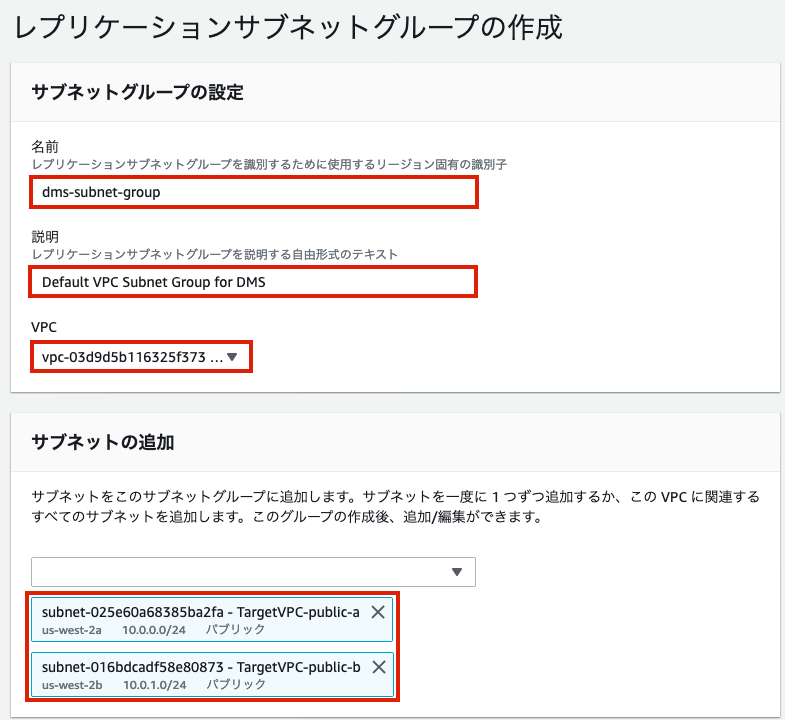 レプリケーションサブネットグループの作成
サブネットグループの設定
名前
レプリケーションサブネットグループを識別するために使用するリージョン固有の識別子
dms-subnet-group
説明
レプリケーションサブネットグループを説明する自由形式のテキスト
Default VPC Subnet Group for DMS
VPC
vpc-03d9d5b116325f373 ...
サブネットの追加
サブネットをこのサブネットグループに追加します。サブネットを一度に 1 つずつ追加するか、この VPC に関連する
すべてのサブネットを追加します。このグループの作成後、追加/編集ができます。
subnet-025e60a68385ba2fa - TargetVPC-public-a
us-west-2a 10.0.0.0/24 パブリック
subnet-016bdcadf58e80873 - TargetVPC-public-b
us-west-2b 10.0.1.0/24 パブリック